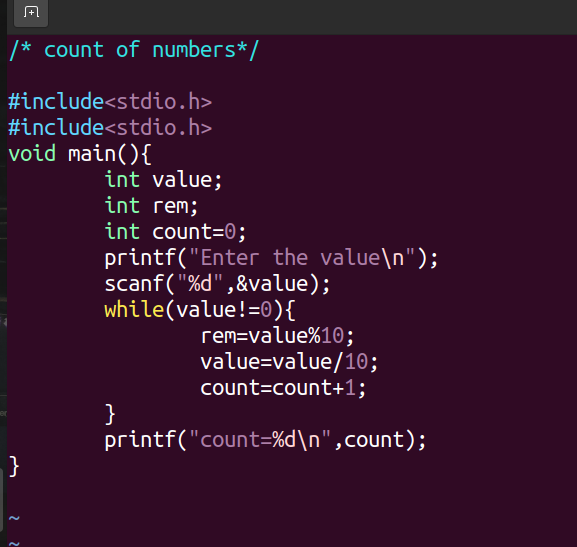 /* count of numbers*/
#include<stdio.h>
#include<stdio.h>
void main(){
        int value;
        int rem;
        int count=0;
        printf("Enter the value\n");
        scanf("%d",&value);
        while(value!=0){
                rem=value%10;
                value=value/10;
                count=count+1;
        }
        printf("count=%d\n",count);
}
~
~